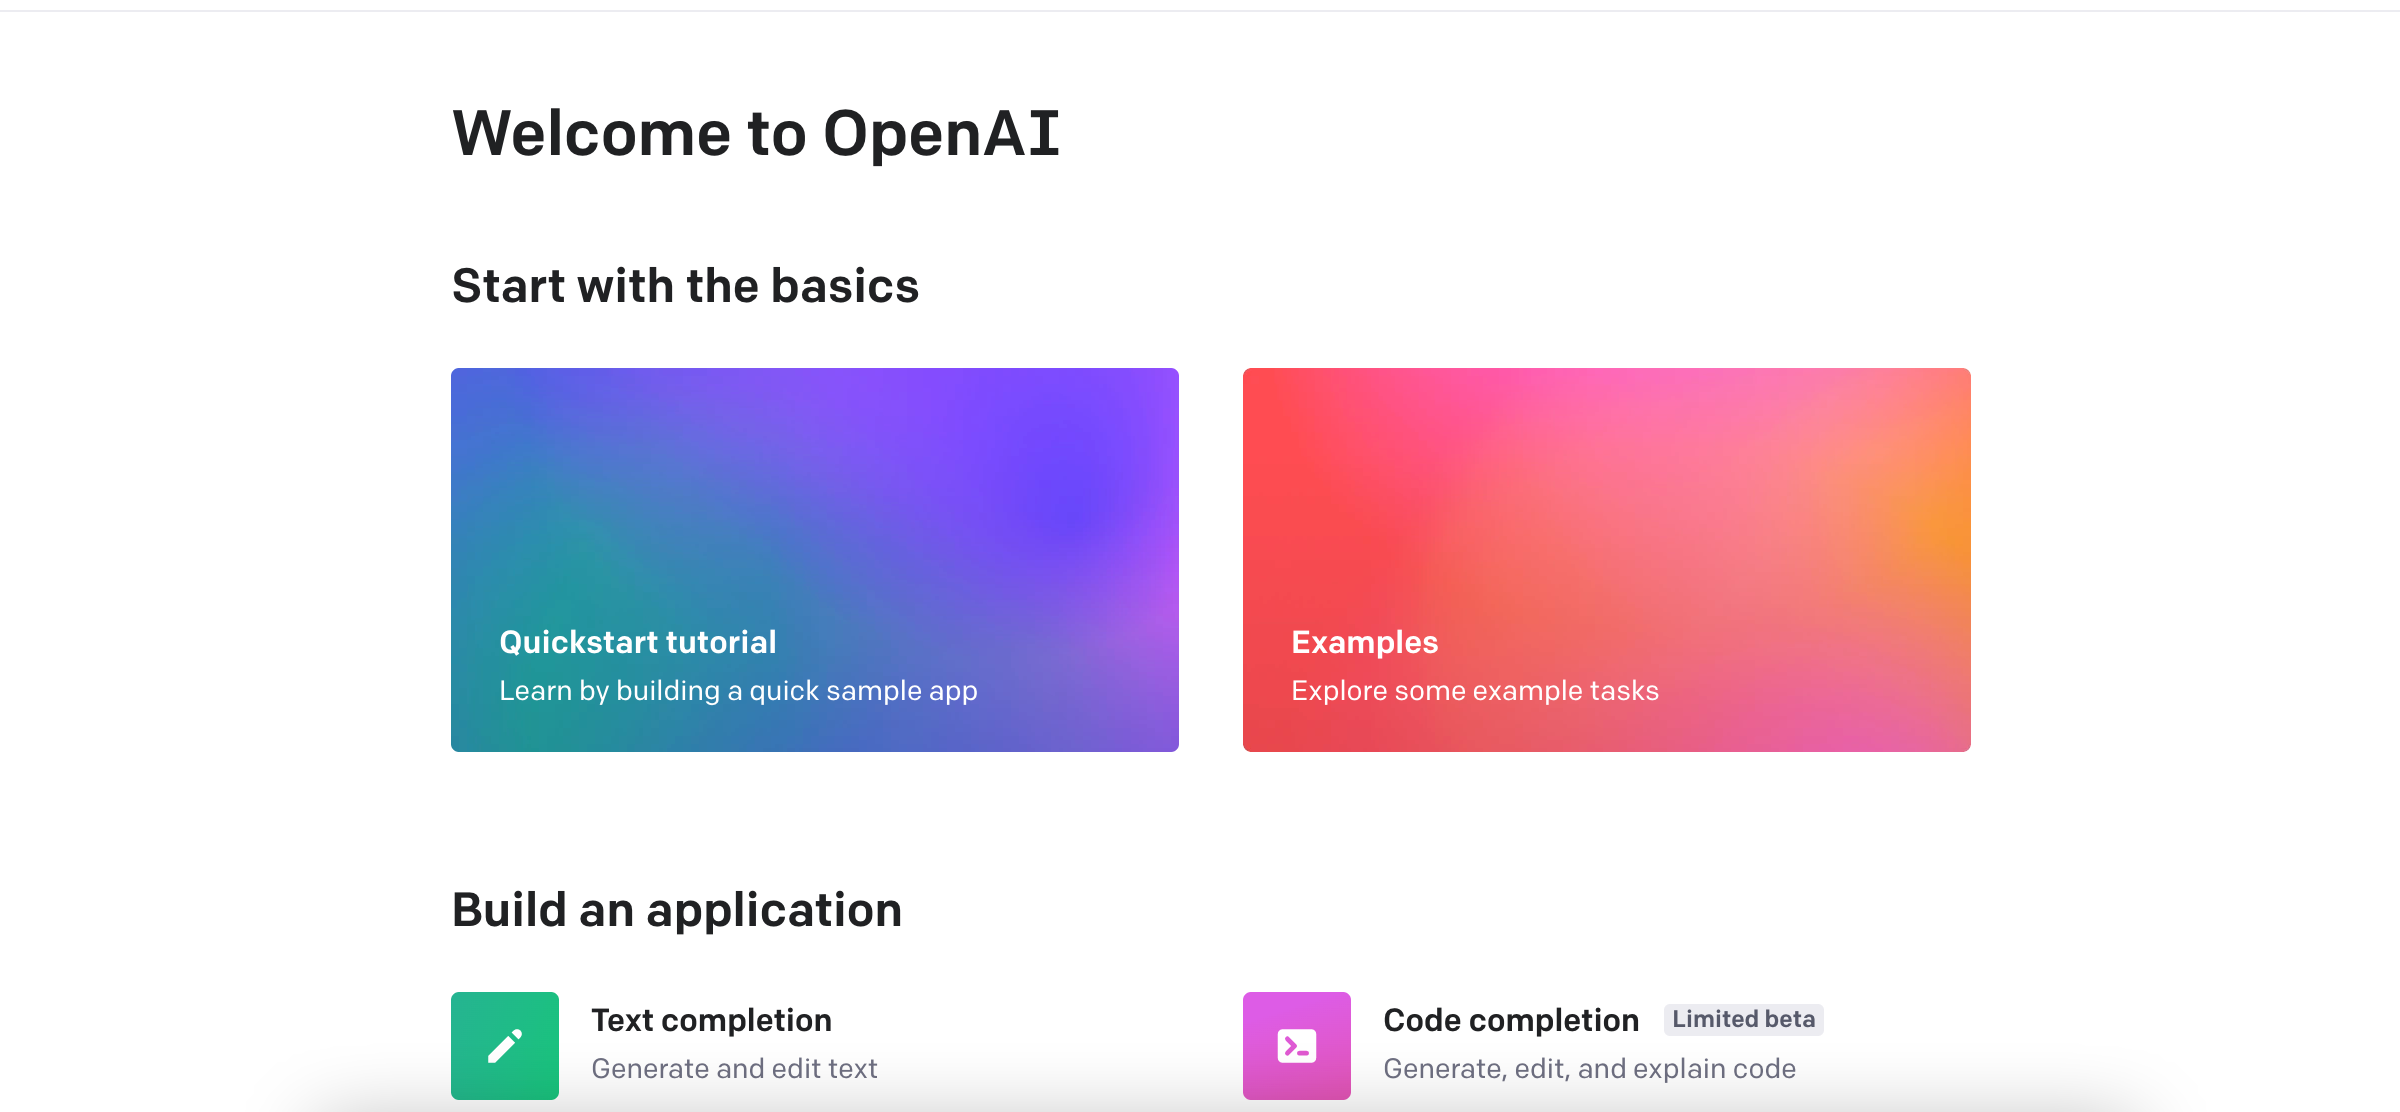 Welcome to OpenAI
Start with the basics
Quickstart tutorial
Learn by building a quick sample app
Examples
Explore some example tasks
Build an application
Text completion
Generate and edit text
Code completion Limited beta
Generate, edit, and explain code